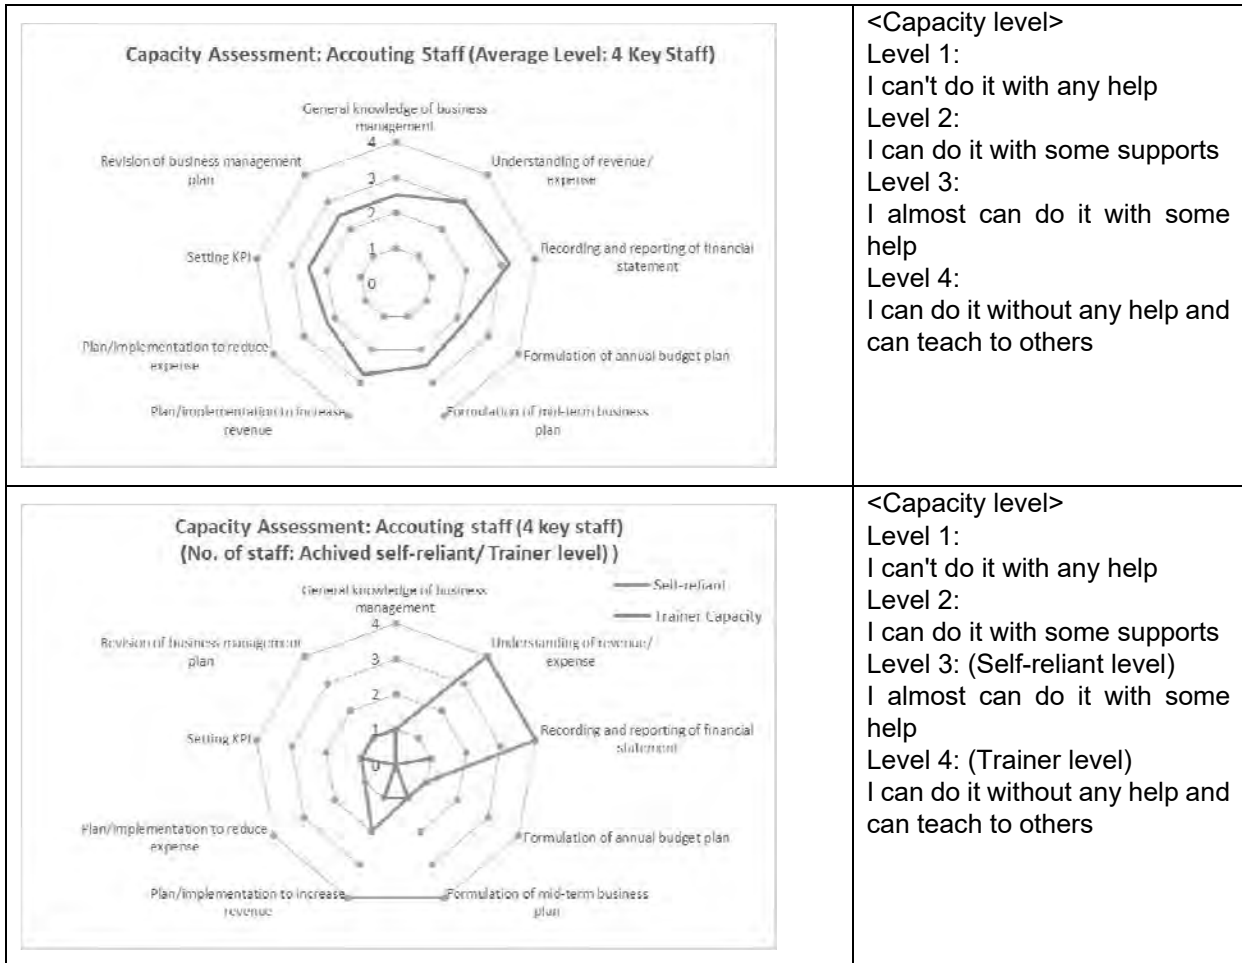 Capacity Assessment: Accouting Staff (Average Level: 4 Key Staff)
General knowledge of business
management
4
Revision of business management
plan
Understanding of revenue/
expense
3
2
1
Setting KPI
Recording and reporting of financial
statement
0
Plan/implementation to reduce
expense
Formulation of annual budget plan
Plan/implementation to increase
revenue
Formulation of mid-term business
plan
<Capacity level>
Level 1:
I can't do it with any help
Level 2:
I can do it with some supports
Level 3:
I almost can do it with some
help
Level 4:
I can do it without any help and
can teach to others
Capacity Assessment: Accouting staff (4 key staff)
(No. of staff: Achived self-reliant/ Trainer level) )
Self-reliant
Trainer Capacity
General knowledge of business
management
4
Revision of business management
plan
Understanding of revenue/
expense
3
2
1
Setting KPI
Recording and reporting of financial
statement
0
Plan/implementation to reduce
expense
Formulation of annual budget plan
Plan/implementation to increase
revenue
Formulation of mid-term business
plan
<Capacity level>
Level 1:
I can't do it with any help
Level 2:
I can do it with some supports
Level 3: (Self-reliant level)
I almost can do it with some
help
Level 4: (Trainer level)
I can do it without any help and
can teach to others